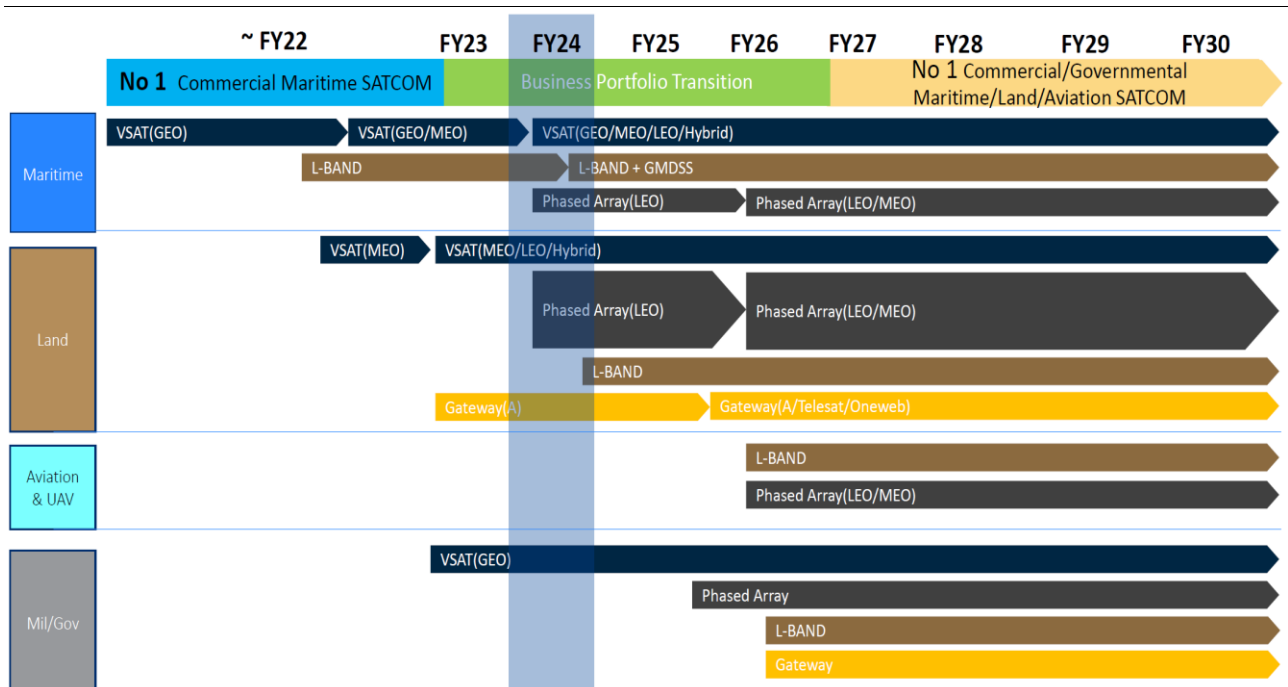 ~ FY22 FY23 FY24 FY25 FY26 FY27 FY28 FY29 FY30
No 1 Commercial Maritime SATCOM
Business Portfolio Transition
No 1 Commercial/Governmental
Maritime/Land/Aviation SATCOM
Maritime
VSAT(GEO)
VSAT(GEO/MEO)
VSAT(GEO/MEO/LEO/Hybrid)
L-BAND
L-BAND + GMDSS
Phased Array(LEO)
Phased Array(LEO/MEO)
Land
VSAT(MEO)
VSAT(MEO/LEO/Hybrid)
Phased Array(LEO)
Phased Array(LEO/MEO)
L-BAND
Gateway(A)
Gateway(A/Telesat/Oneweb)
Aviation
& UAV
L-BAND
Phased Array(LEO/MEO)
Mil/Gov
VSAT(GEO)
Phased Array
L-BAND
Gateway